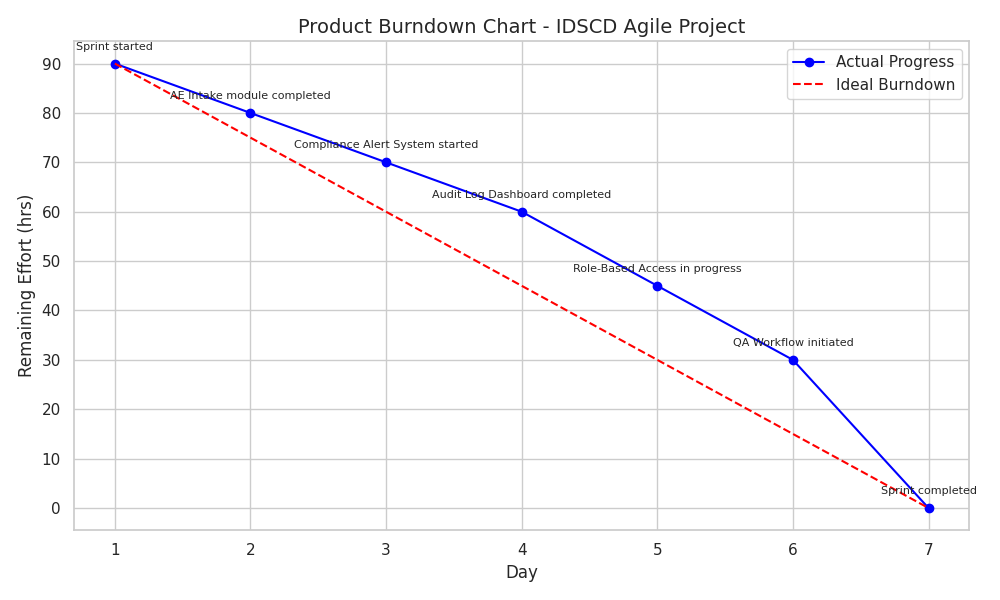 Product Burndown Chart - IDSCD Agile Project
Sprint started
AE Intake module completed
Compliance Alert System started
Audit Log Dashboard completed
Role-Based Access in progress
QA Workflow initiated
Sprint completed
Actual Progress
Ideal Burndown
Remaining Effort (hrs)
90
80
70
60
50
40
30
20
10
0
1 2 3 4 5 6 7
Day